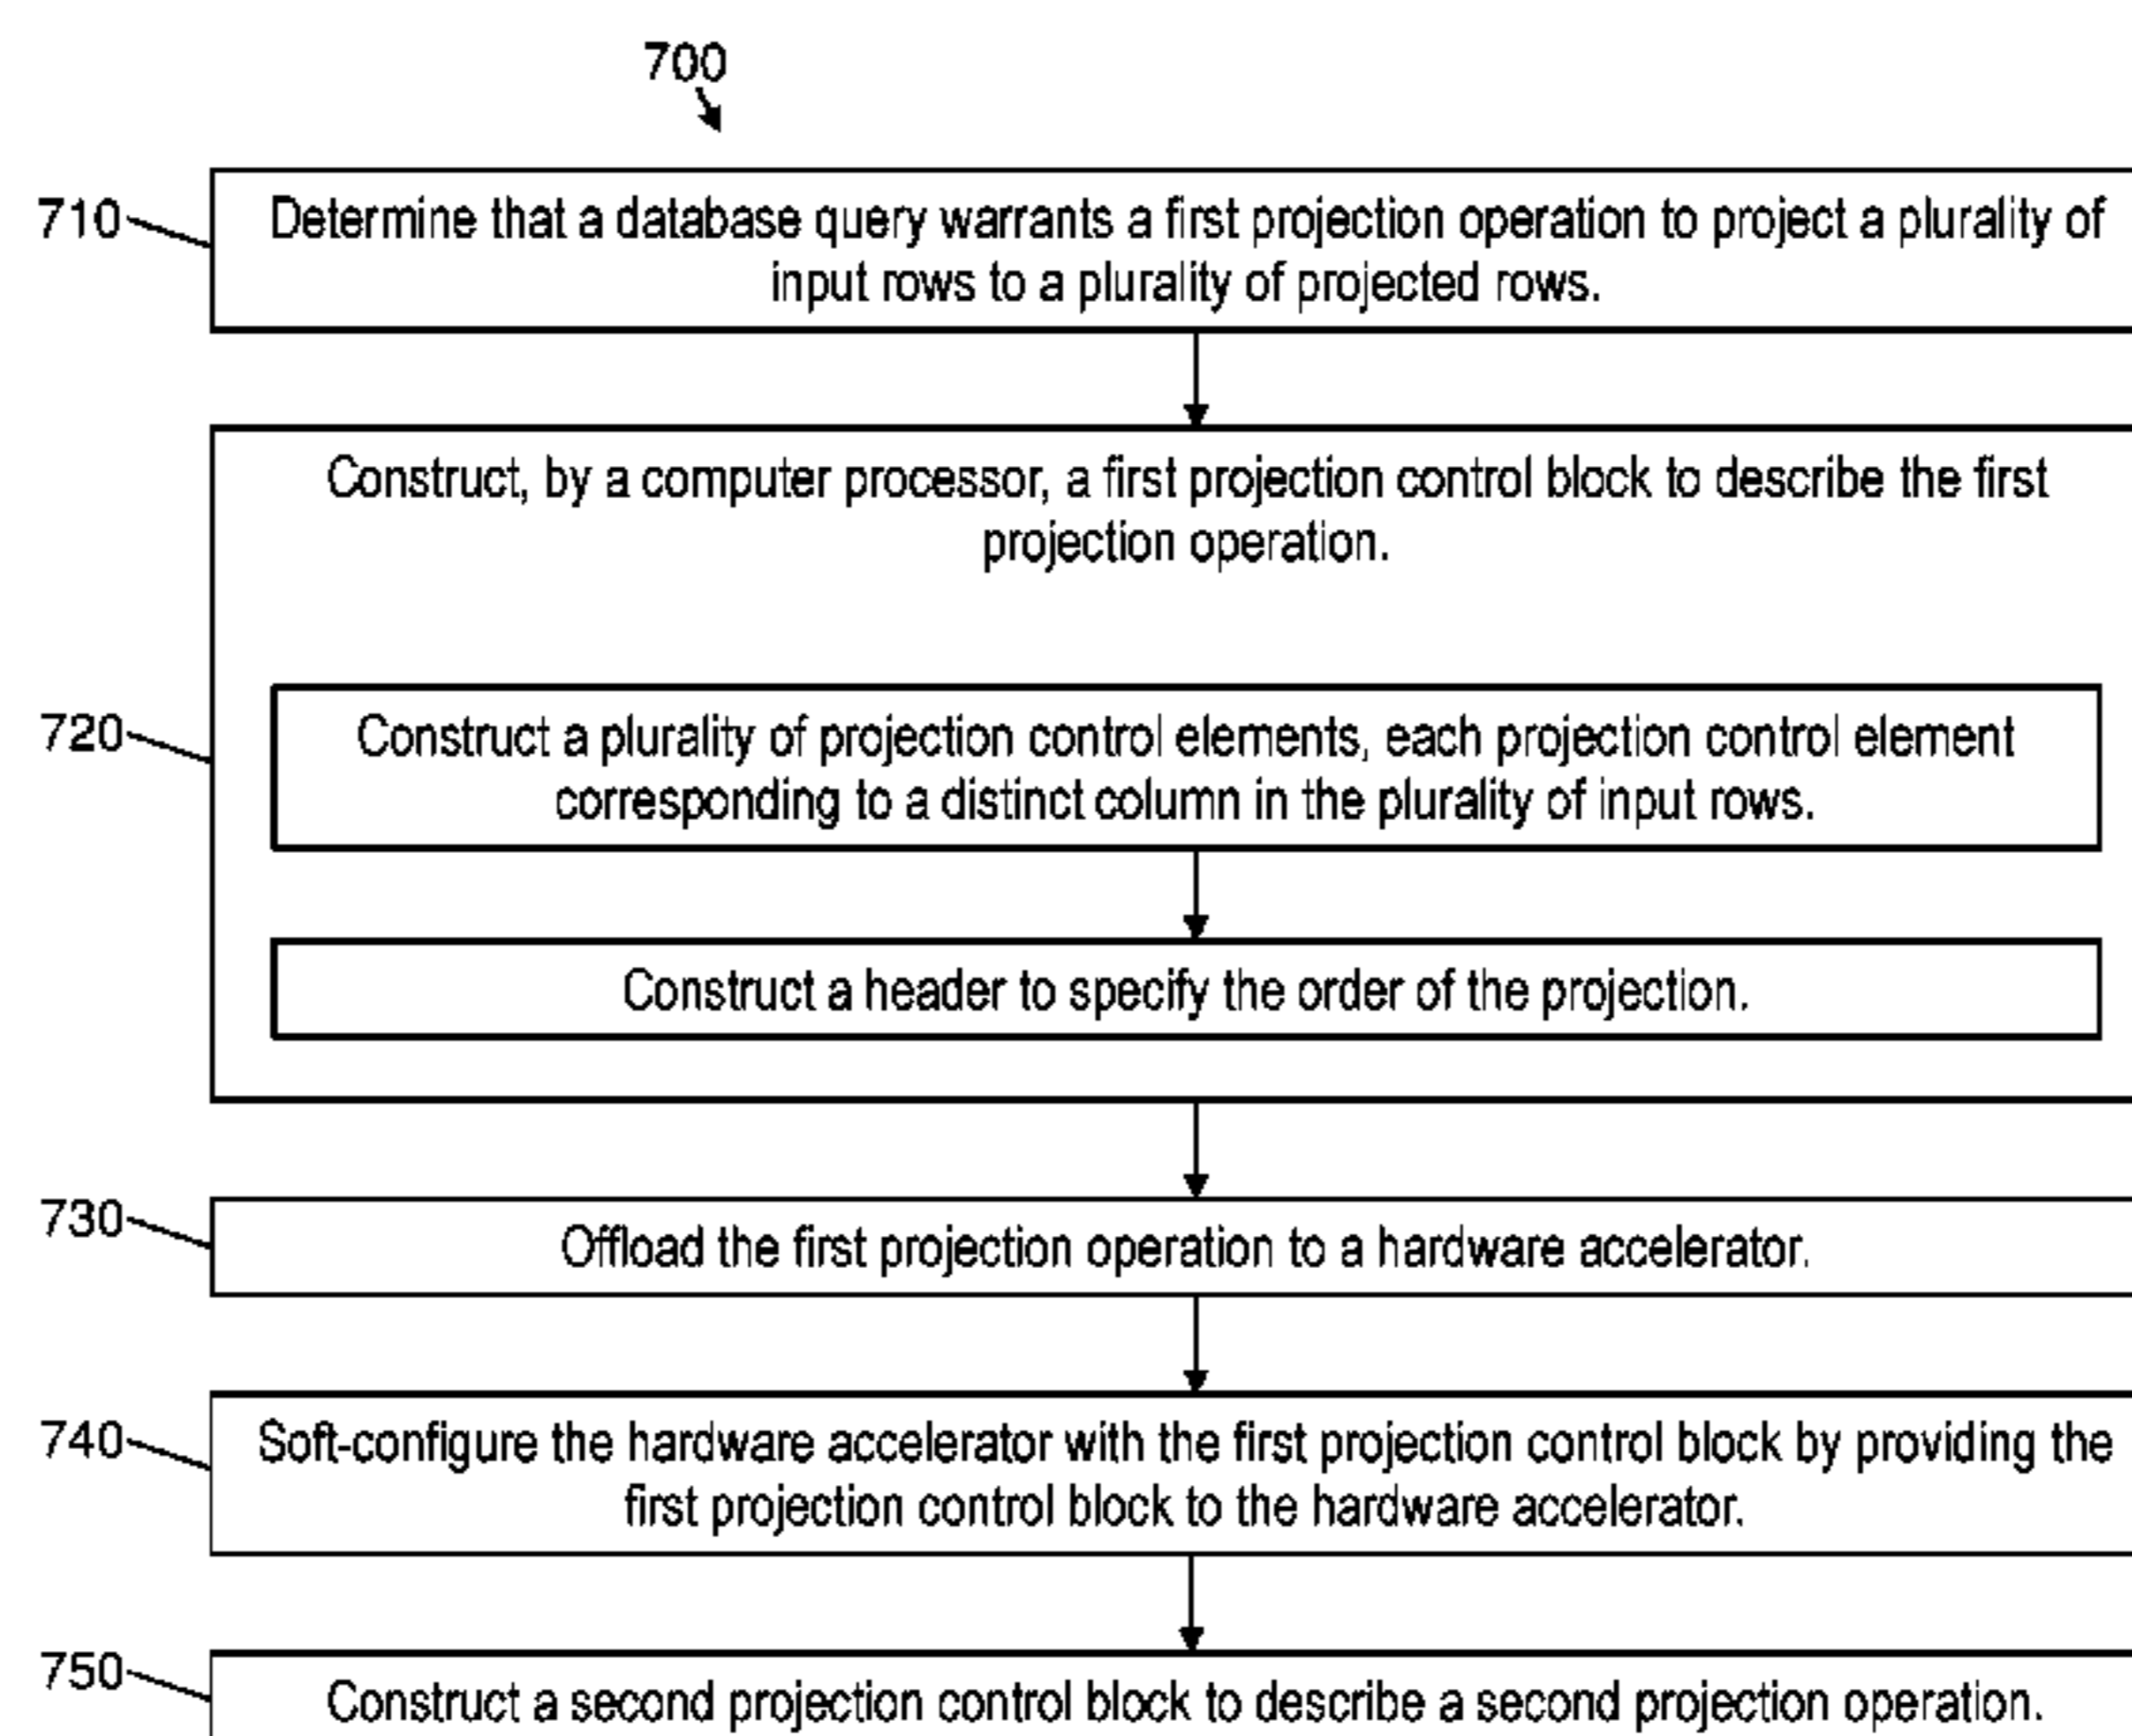 700
710
Determine that a database query warrants a first projection operation to project a plurality of
input rows to a plurality of projected rows.
Construct, by a computer processor, a first projection control block to describe the first
projection operation.
720
Construct a plurality of projection control elements, each projection control element
corresponding to a distinct column in the plurality of input rows.
Construct a header to specify the order of the projection.
730
Offload the first projection operation to a hardware accelerator.
740
Soft-configure the hardware accelerator with the first projection control block by providing the
first projection control block to the hardware accelerator.
750
Construct a second projection control block to describe a second projection operation.